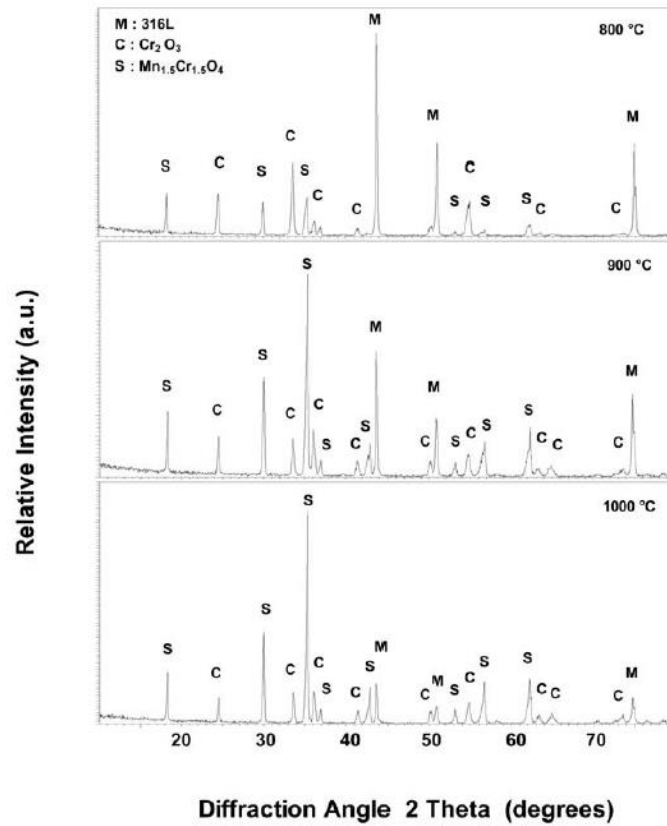 M : 316L
C : Cr₂ O₃
S : Mn₁.₅Cr₁.₅O₄
800 °C
M
S C S C S C C M M S C S S C C M
900 °C
S C S C S C S C S M C M S C S S C C C M
1000 °C
S C S C S C S C S M C M S C S S C C C M
20 30 40 50 60 70
Relative Intensity (a.u.)
Diffraction Angle 2 Theta (degrees)